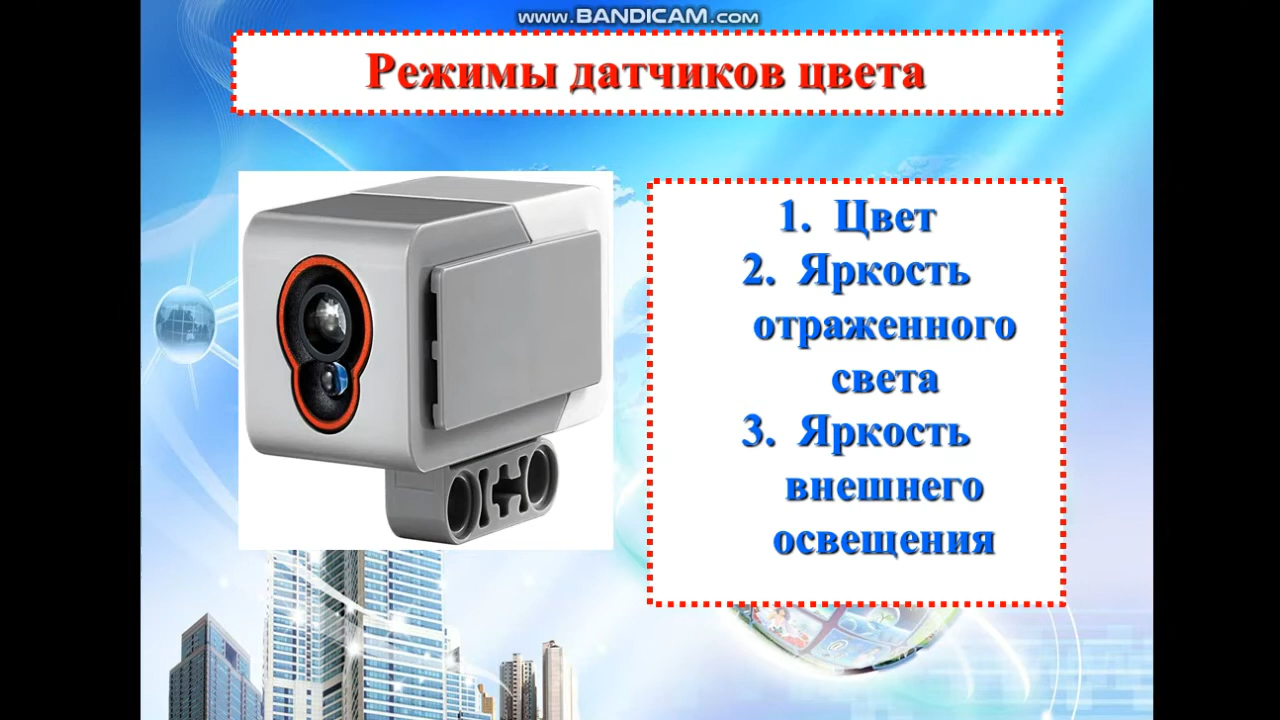 www.BANDICAM.com
Режимы датчиков цвета
1. Цвет
2. Яркость
отраженного
света
3. Яркость
внешнего
освещения